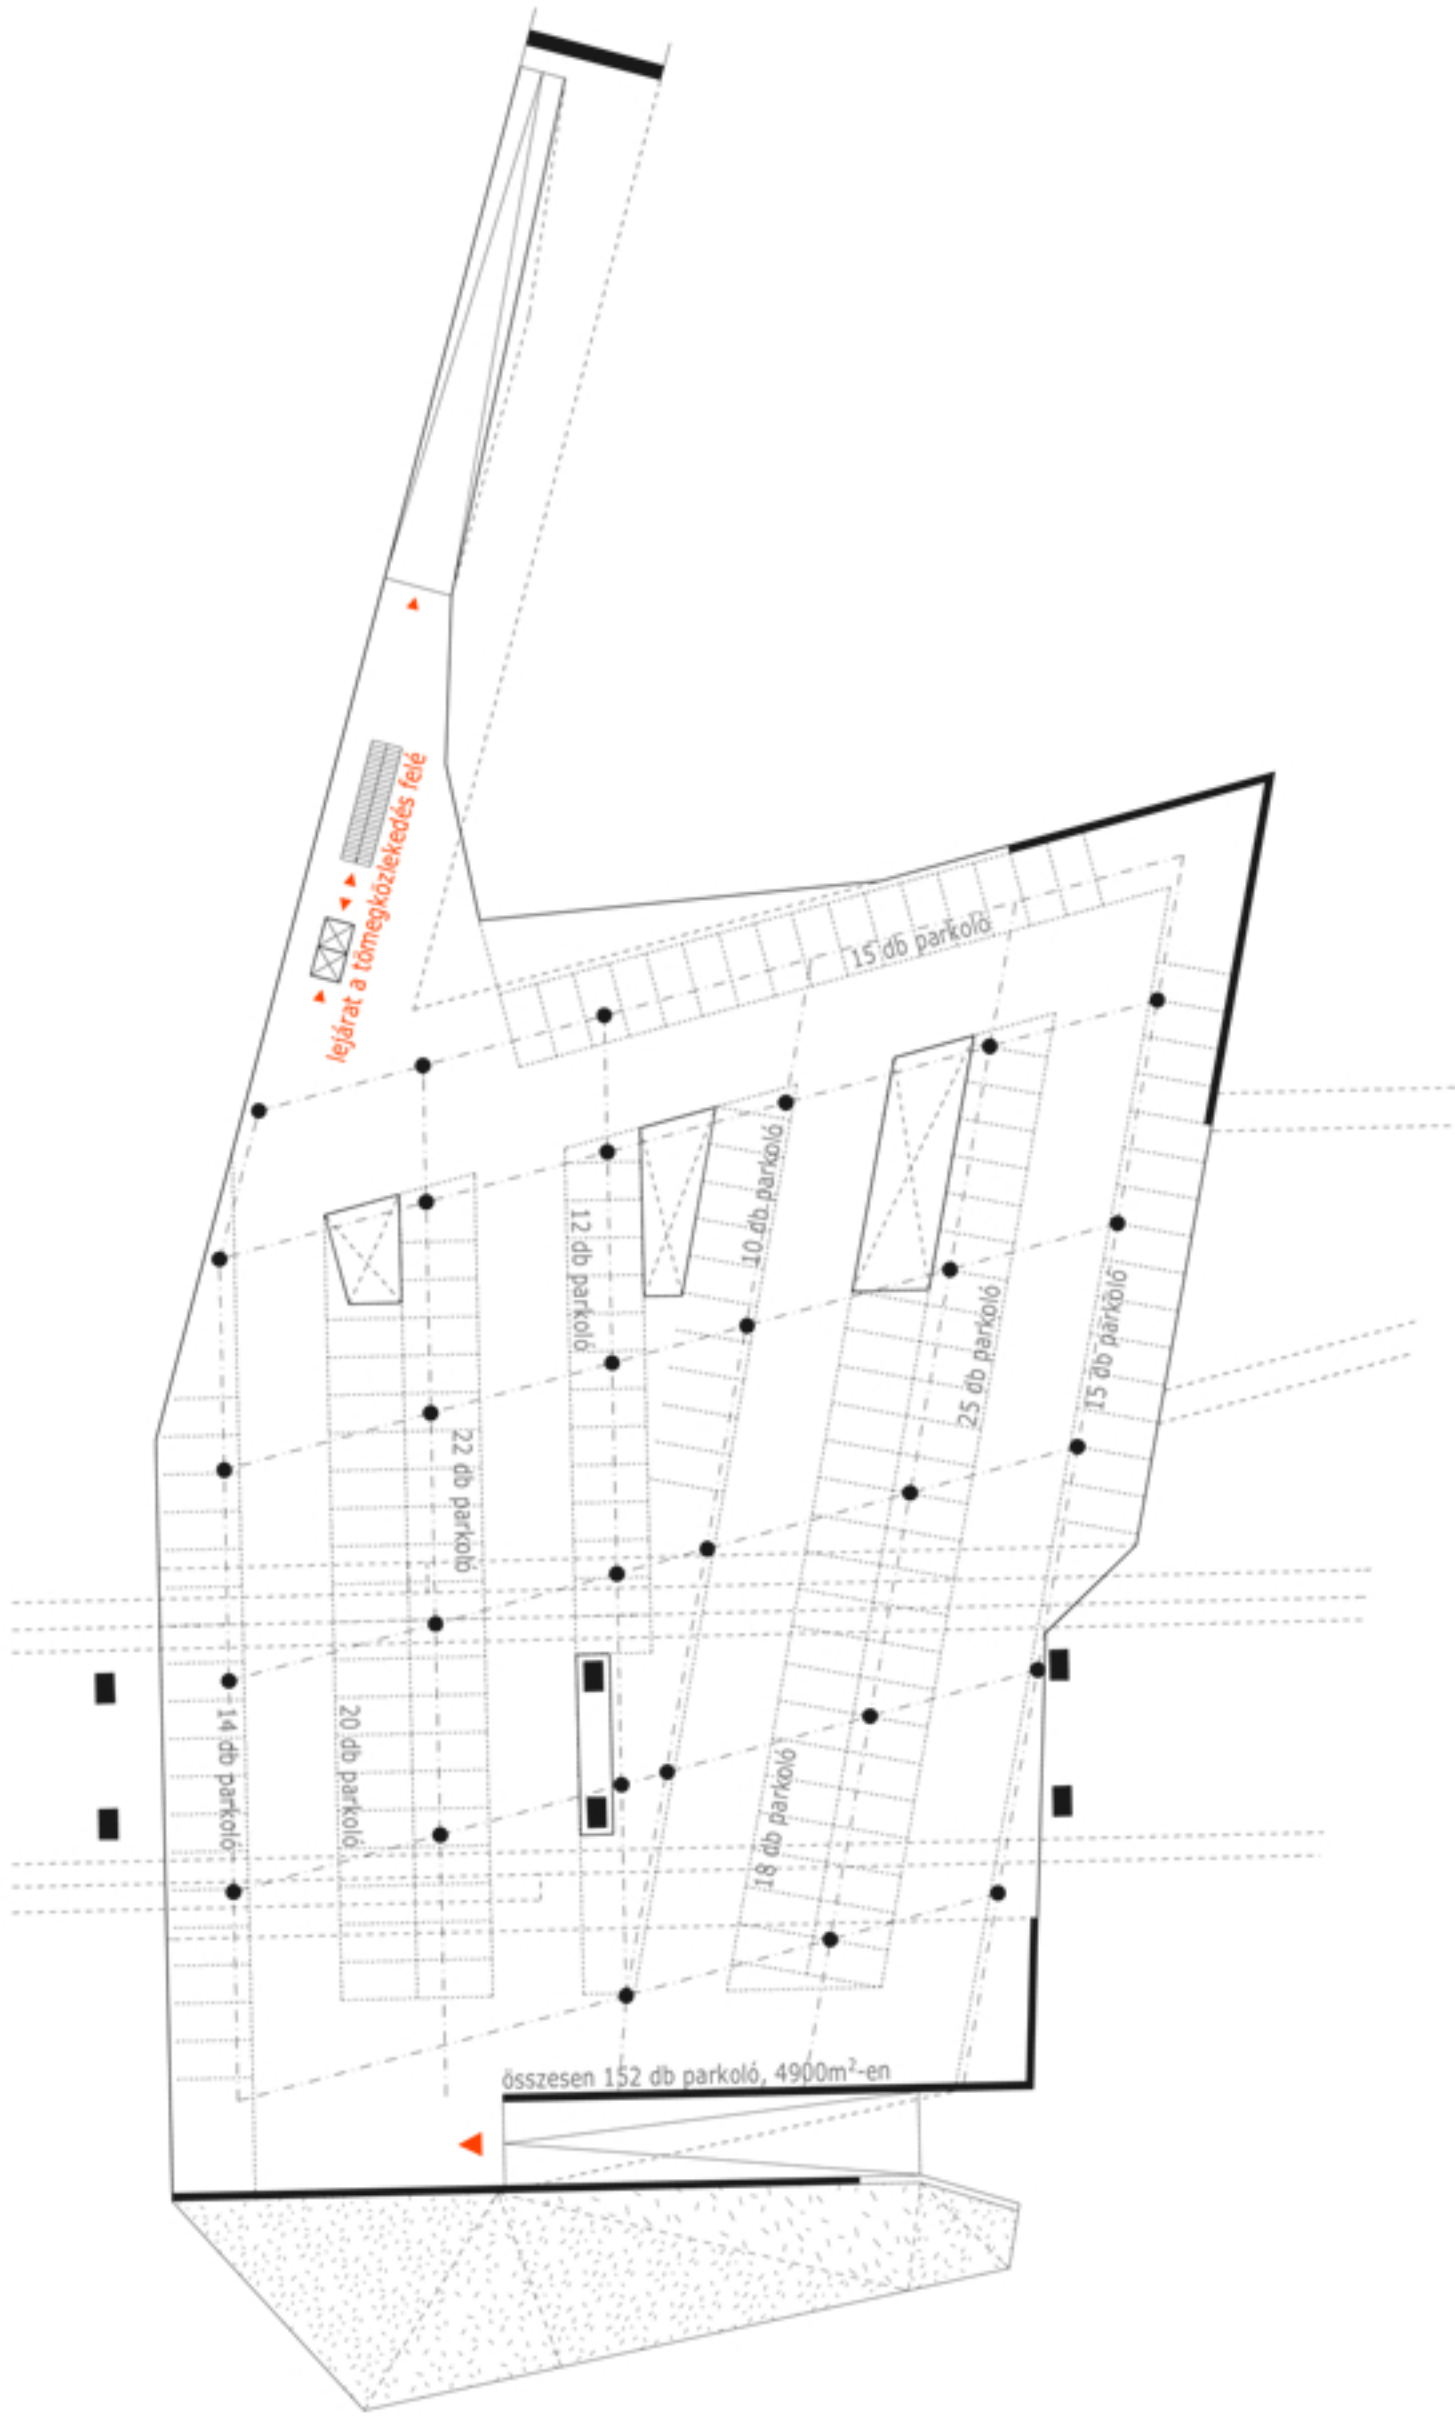 lejárat a tömegközlekedés felé
15 db parkoló
10 db parkoló
12 db parkoló
25 db parkoló
15 db parkoló
22 db parkoló
14 db parkoló
20 db parkoló
18 db parkoló
összesen 152 db parkoló, 4900m²-en